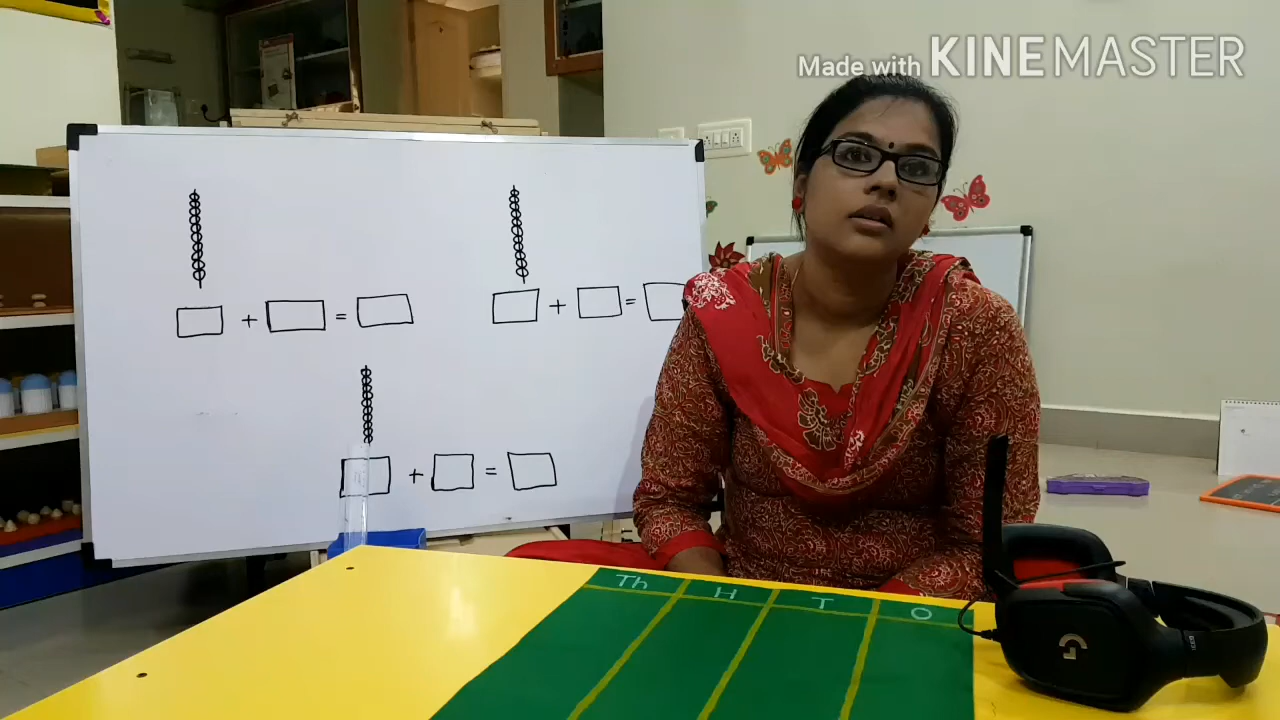 Made with KINEMASTER
+ =
+ =
+ =
Th H T O
G